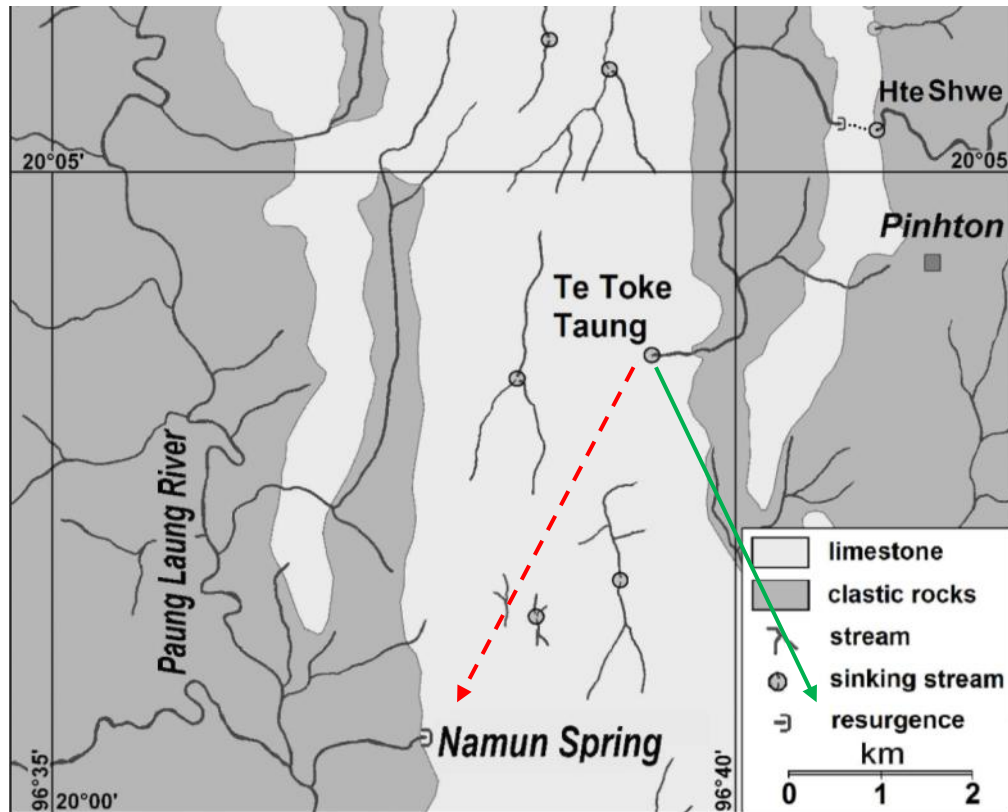 Hte Shwe
20°05'
20°05
Pinhton
Te Toke
Taung
Paung Laung River
limestone
clastic rocks
stream
sinking stream
resurgence
Namun Spring
km
0 1 2
96°35'
20°00'
96°40'